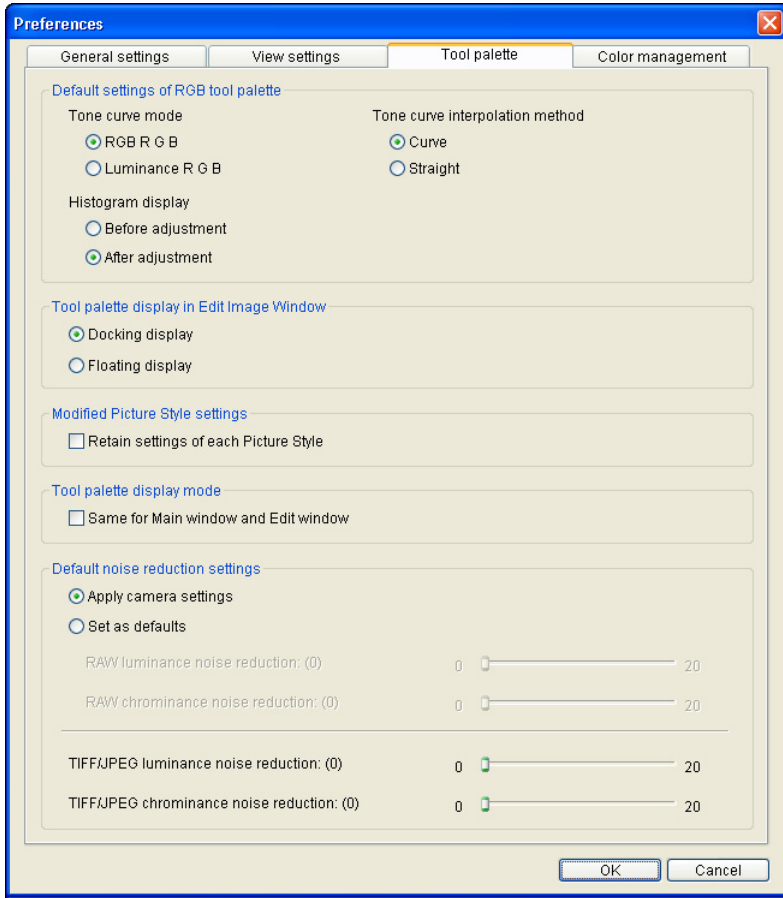 Preferences
General settings
View settings
Tool palette
Color management
Default settings of RGB tool palette
Tone curve mode
RGB R G B
Luminance R G B
Tone curve interpolation method
Curve
Straight
Histogram display
Before adjustment
After adjustment
Tool palette display in Edit Image Window
Docking display
Floating display
Modified Picture Style settings
Retain settings of each Picture Style
Tool palette display mode
Same for Main window and Edit window
Default noise reduction settings
Apply camera settings
Set as defaults
RAW luminance noise reduction: (0) 0 20
RAW chrominance noise reduction: (0) 0 20
TIFF/JPEG luminance noise reduction: (0) 0 20
TIFF/JPEG chrominance noise reduction: (0) 0 20
OK
Cancel